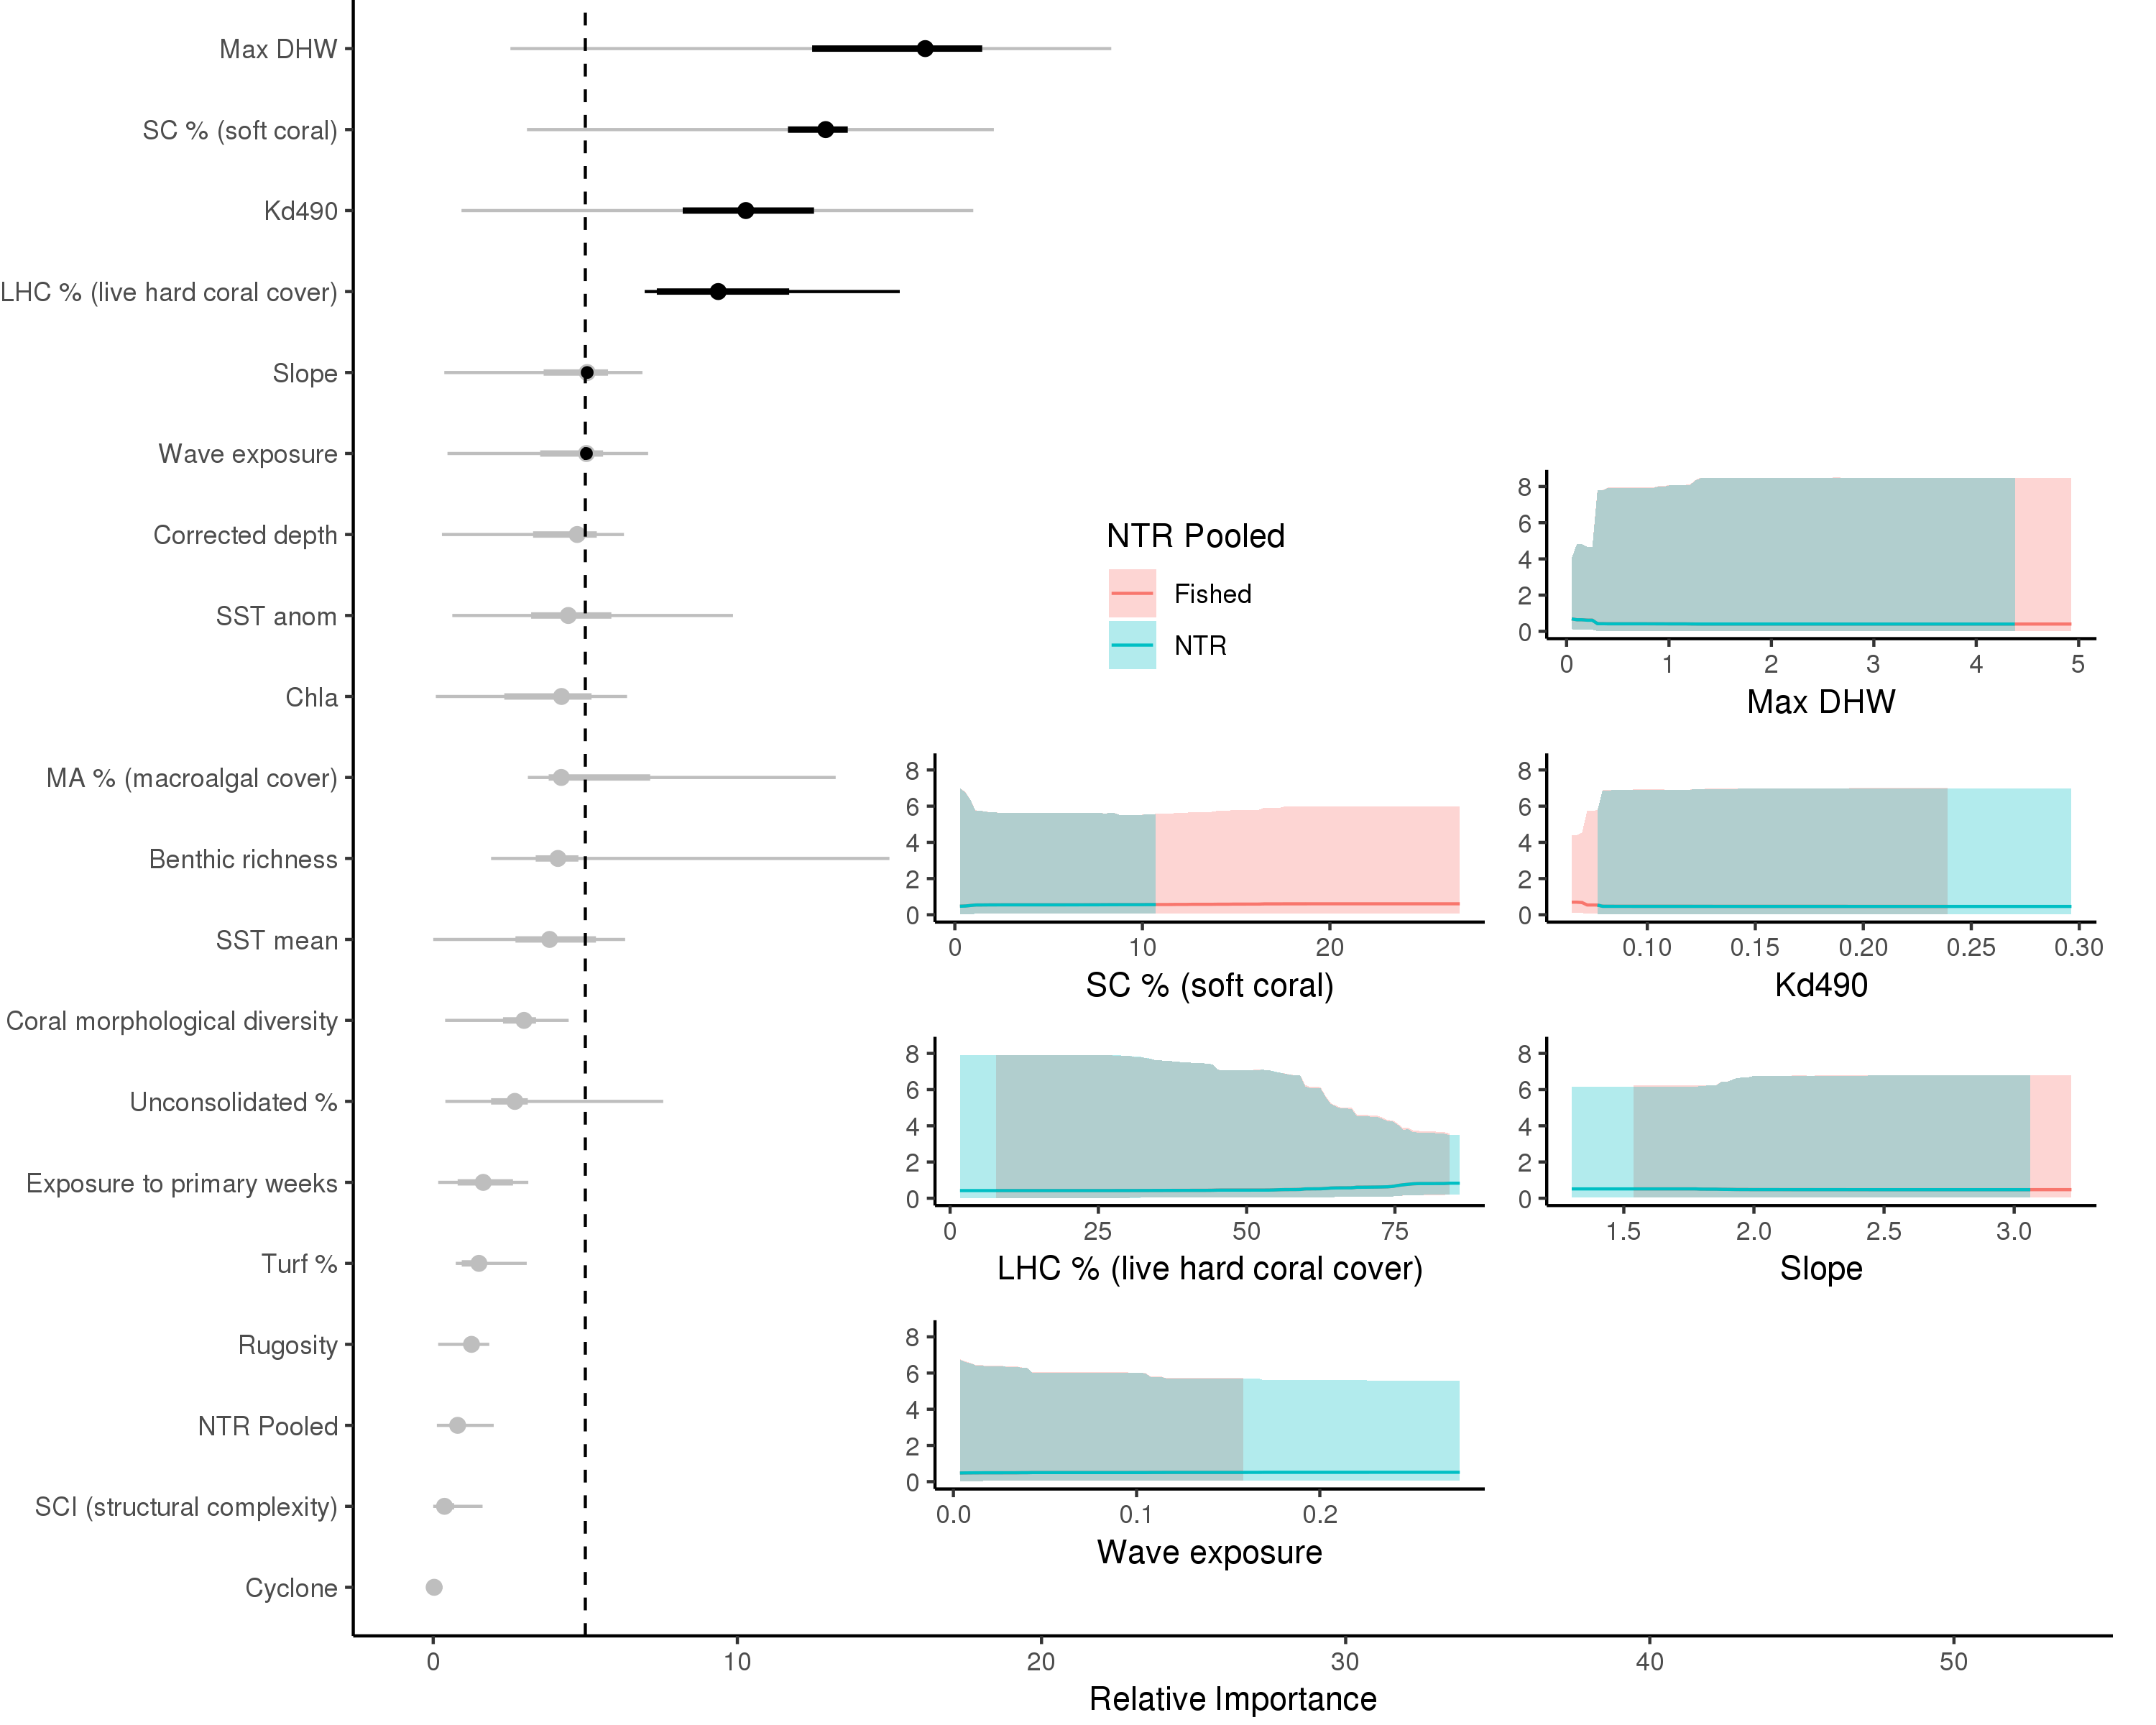 Max DHW
SC % (soft coral)
Kd490
LHC % (live hard coral cover)
Slope
Wave exposure
Corrected depth
SST anom
Chla
MA % (macroalgal cover)
Benthic richness
SST mean
Coral morphological diversity
Unconsolidated %
Exposure to primary weeks
Turf %
Rugosity
NTR Pooled
SCI (structural complexity)
Cyclone
0 10 20 30 40 50
Relative Importance
NTR Pooled
Fished
NTR
8
6
4
2
0
0 1 2 3 4 5
Max DHW
8
6
4
2
0
0 10 20
SC % (soft coral)
8
6
4
2
0
0.10 0.15 0.20 0.25 0.30
Kd490
8
6
4
2
0
0 25 50 75
LHC % (live hard coral cover)
8
6
4
2
0
1.5 2.0 2.5 3.0
Slope
8
6
4
2
0
0.0 0.1 0.2
Wave exposure